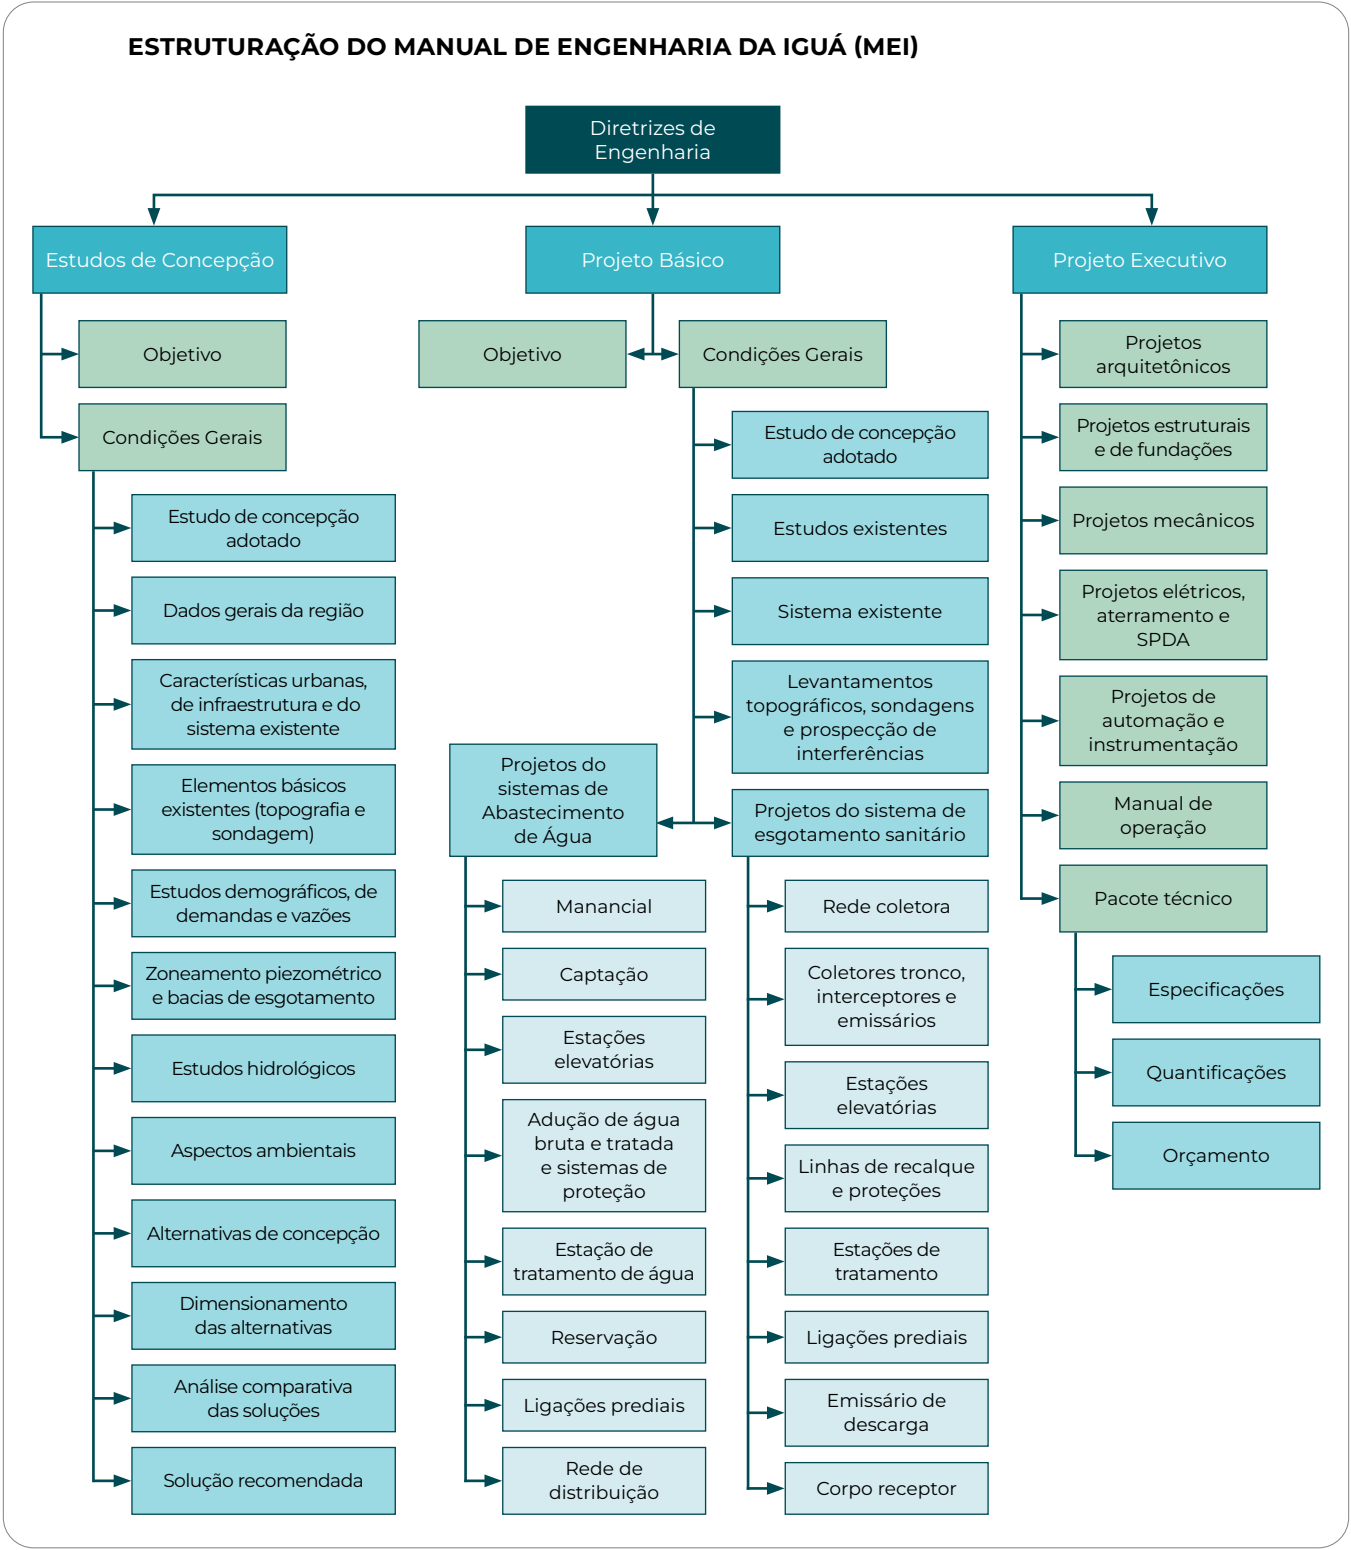 ESTRUTURAÇÃO DO MANUAL DE ENGENHARIA DA IGUÁ (MEI)
Diretrizes de
Engenharia
Estudos de Concepção
Objetivo
Condições Gerais
Estudo de concepção
adotado
Dados gerais da região
Características urbanas,
de infraestrutura e do
sistema existente
Elementos básicos
existentes (topografia e
sondagem)
Estudos demográficos, de
demandas e vazões
Zoneamento piezométrico
e bacias de esgotamento
Estudos hidrológicos
Aspectos ambientais
Alternativas de concepção
Dimensionamento
das alternativas
Análise comparativa
das soluções
Solução recomendada
Projeto Básico
Objetivo
Condições Gerais
Estudo de concepção
adotado
Estudos existentes
Sistema existente
Levantamentos
topográficos, sondagens
e prospecção de
interferências
Projetos do
sistemas de
Abastecimento
de Água
Manancial
Captação
Estações
elevatórias
Adução de água
bruta e tratada
e sistemas de
proteção
Estação de
tratamento de água
Reservação
Ligações prediais
Rede de
distribuição
Projetos do sistema de
esgotamento sanitário
Rede coletora
Coletores tronco,
interceptores e
emissários
Estações
elevatórias
Linhas de recalque
e proteções
Estações de
tratamento
Ligações prediais
Emissário de
descarga
Corpo receptor
Projeto Executivo
Projetos
arquitetônicos
Projetos estruturais
e de fundações
Projetos mecânicos
Projetos elétricos,
aterramento e
SPDA
Projetos de
automação e
instrumentação
Manual de
operação
Pacote técnico
Especificações
Quantificações
Orçamento